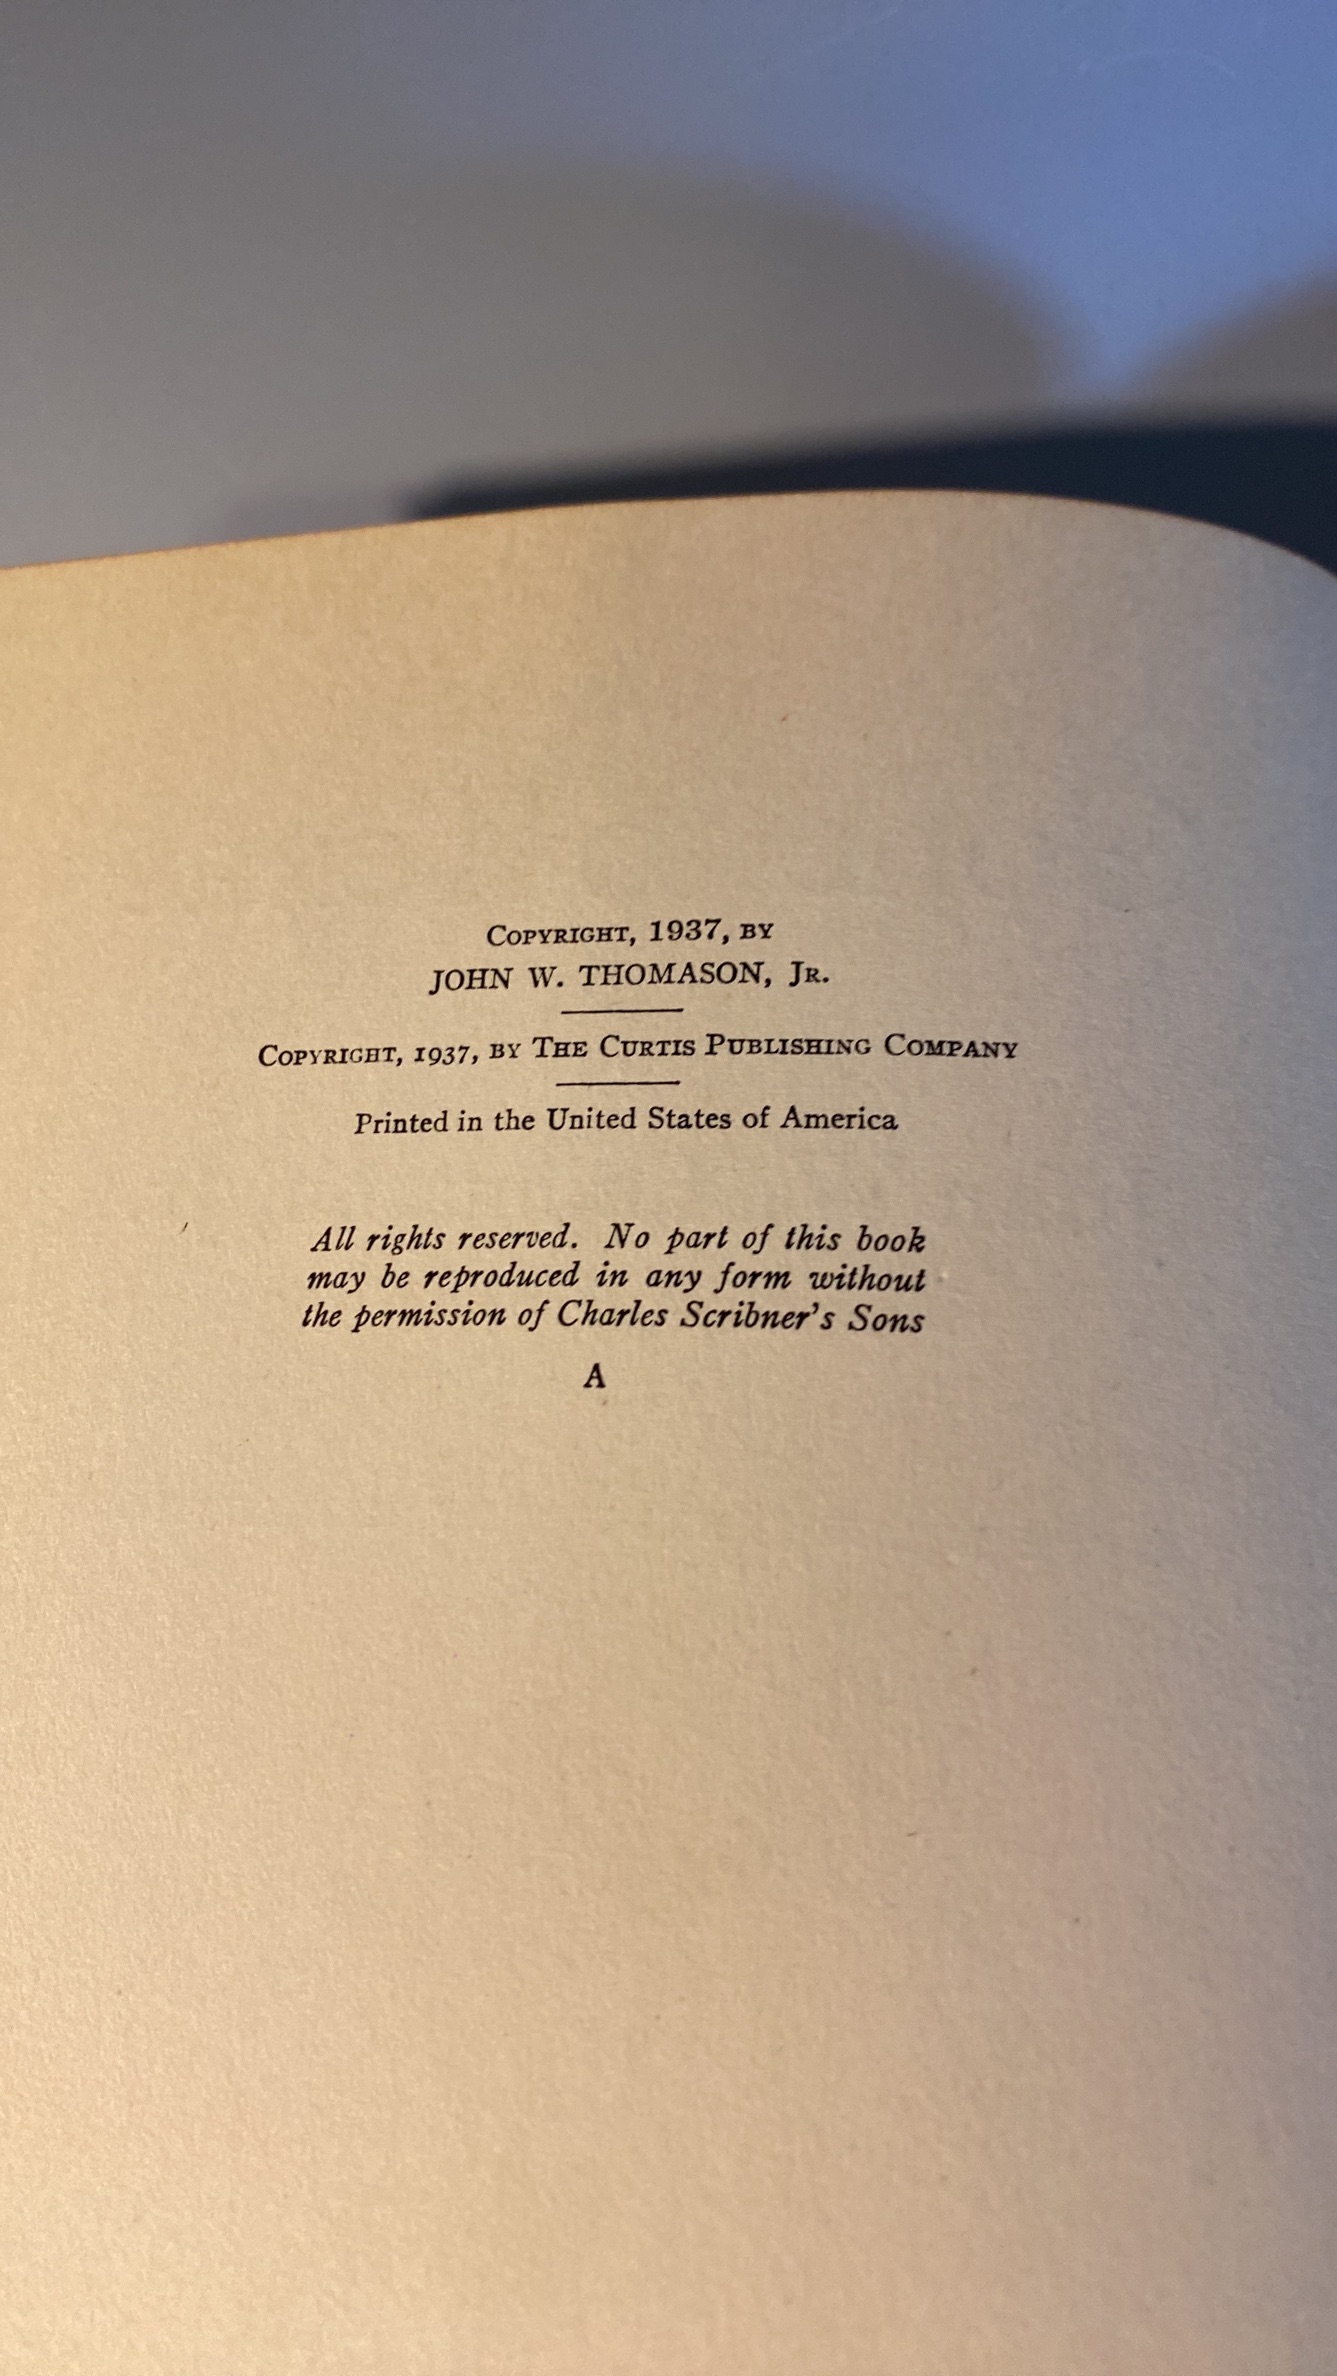 COPYRIGHT, 1937, BY
JOHN W. THOMASON, JR.
COPYRIGHT, 1937, BY THE CURTIS PUBLISHING COMPANY
Printed in the United States of America
All rights reserved. No part of this book
may be reproduced in any form without
the permission of Charles Scribner's Sons
A